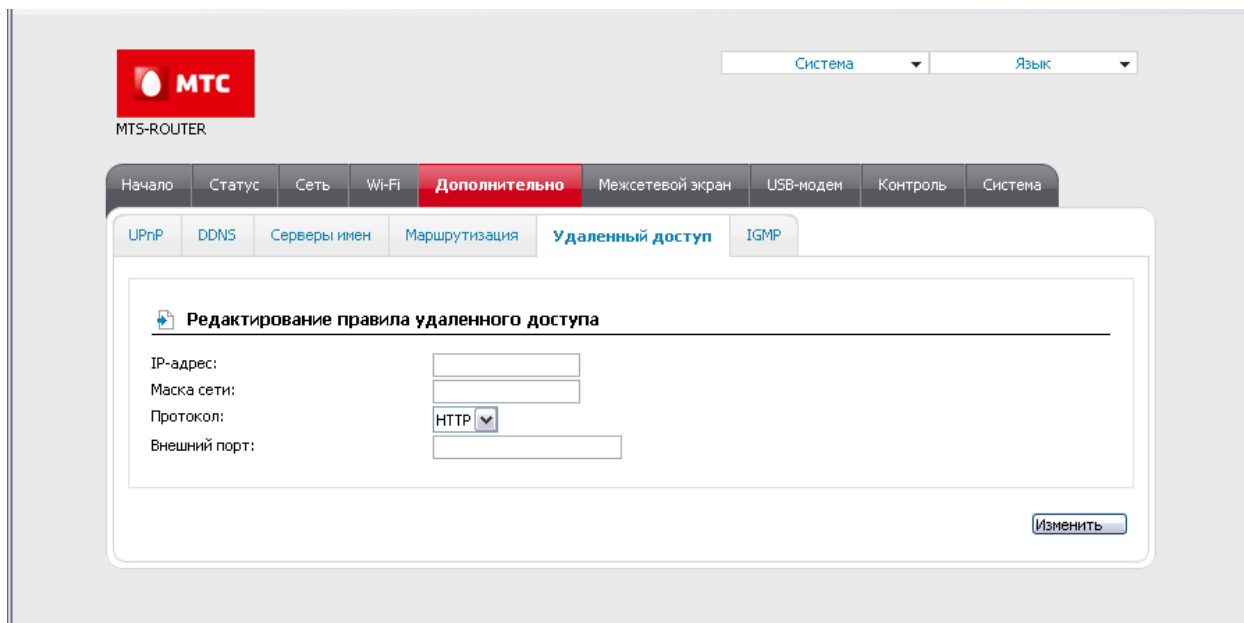 Система Язык
МТС
MTS-ROUTER
Начало Статус Сеть Wi-Fi Дополнительно Межсетевой экран USB-модем Контроль Система
UPnP DDNS Серверы имен Маршрутизация Удаленный доступ IGMP
Редактирование правила удаленного доступа
IP-адрес:
Маска сети:
Протокол: HTTP
Внешний порт:
Изменить